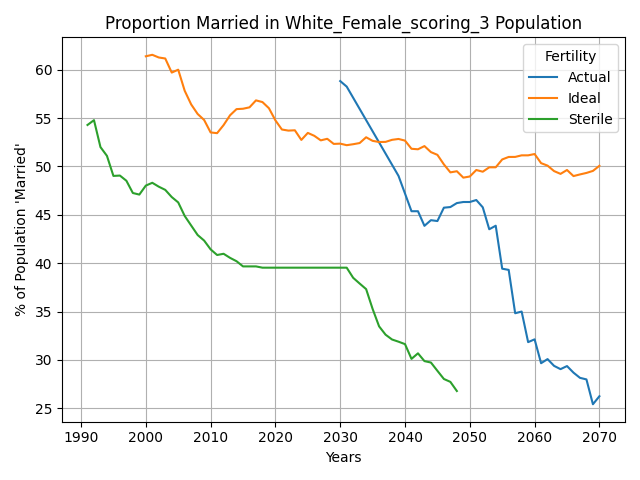 Proportion Married in White_Female_scoring_3 Population
Fertility
Actual
Ideal
Sterile
% of Population 'Married'
60
55
50
45
40
35
30
25
1990 2000 2010 2020 2030 2040 2050 2060 2070
Years